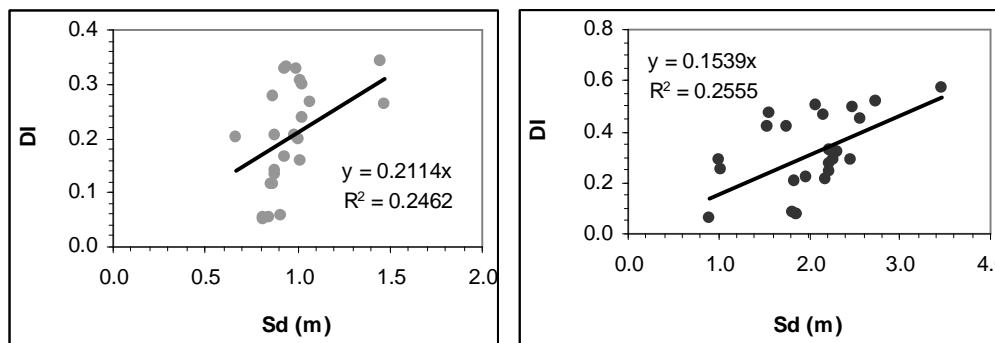 0.4
0.3
0.2
0.1
0.0
DI
y = 0.2114x
R² = 0.2462
0.0 0.5 1.0 1.5 2.0
Sd (m)
0.8
0.6
0.4
0.2
0.0
DI
y = 0.1539x
R² = 0.2555
0.0 1.0 2.0 3.0 4.0
Sd (m)